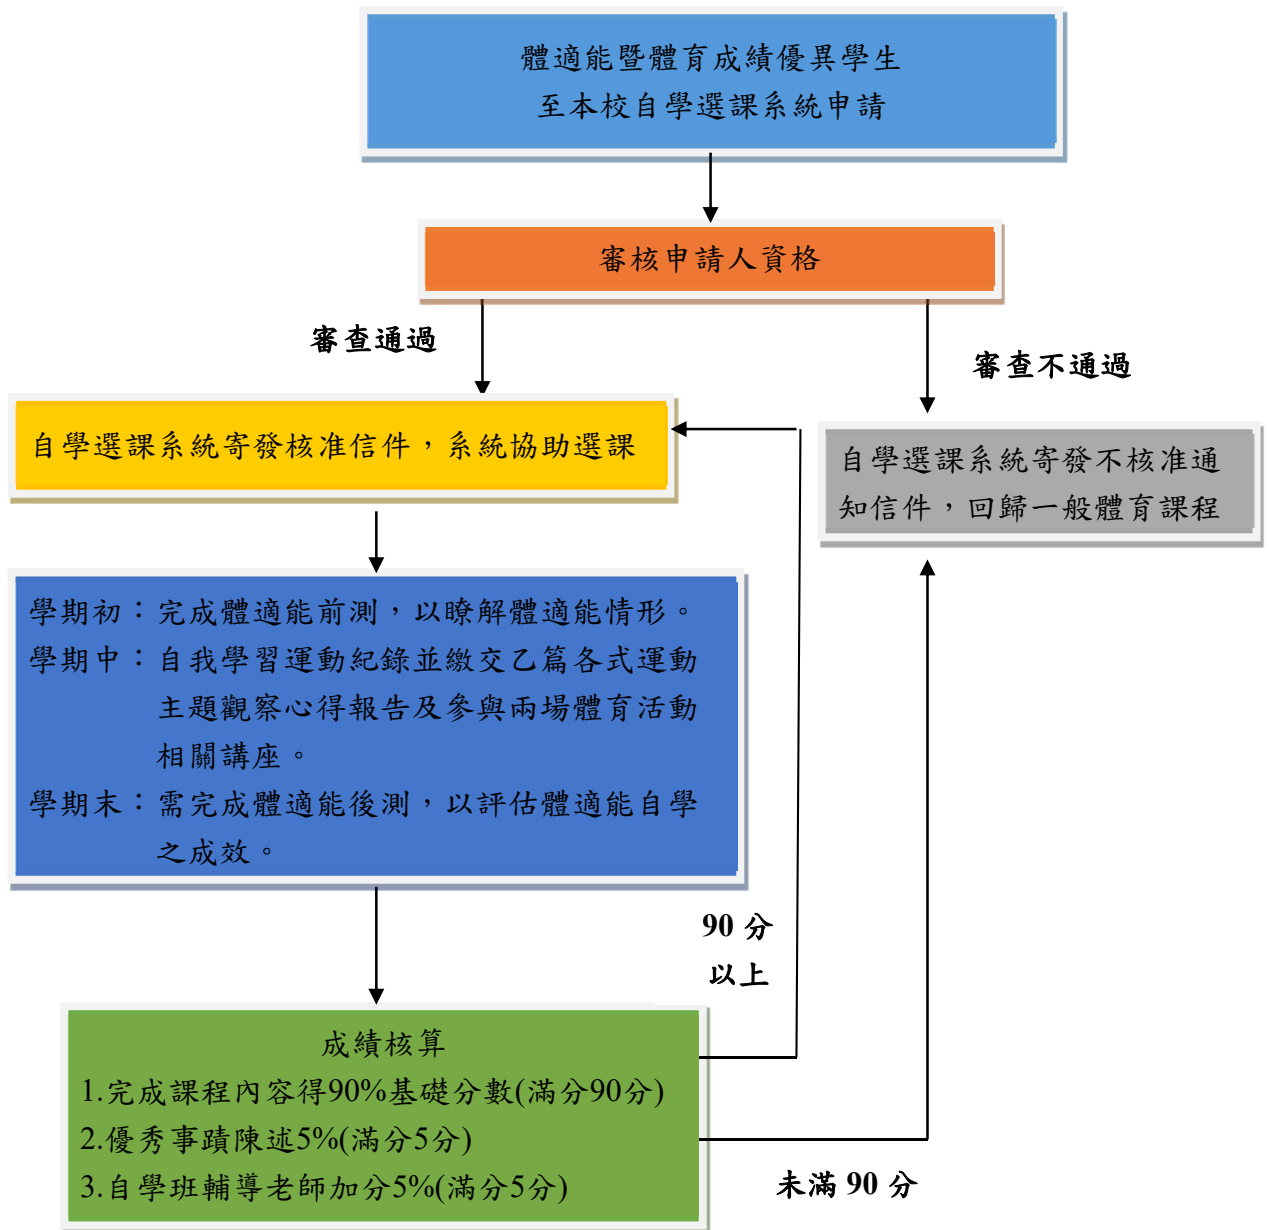 體適能暨體育成績優異學生
至本校自學選課系統申請
審核申請人資格
審查通過
審查不通過
自學選課系統寄發核准信件，系統協助選課
自學選課系統寄發不核准通
知信件，回歸一般體育課程
學期初：完成體適能前測，以瞭解體適能情形。
學期中：自我學習運動紀錄並繳交乙篇各式運動
主題觀察心得報告及參與兩場體育活動
相關講座。
學期末：需完成體適能後測，以評估體適能自學
之成效。
90 分
以上
成績核算
1.完成課程內容得90%基礎分數(滿分90分)
2.優秀事蹟陳述5%(滿分5分)
3.自學班輔導老師加分5%(滿分5分)
未滿 90 分